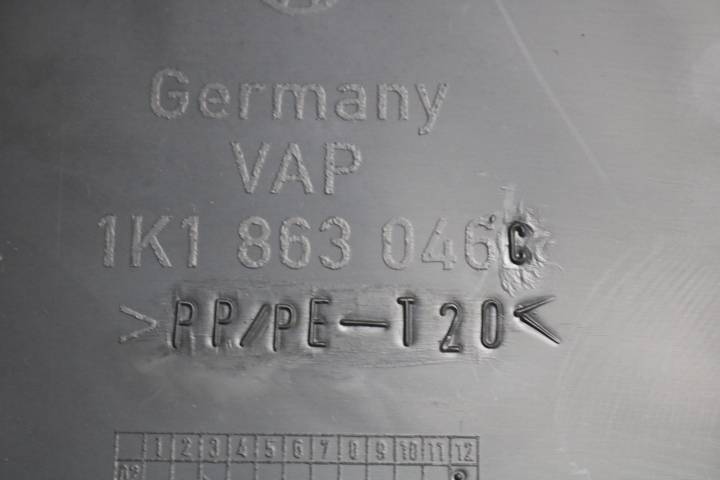 Germany
VAP
1K1 863 046 C
>PP/PE-T20<
1 2 3 4 5 6 7 8 9 10 11 12